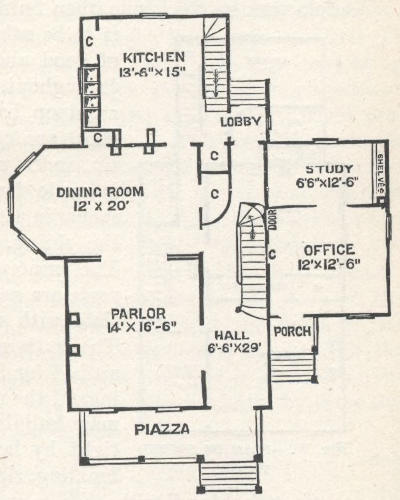 C
KITCHEN
13'-6"×15"
LOBBY
C
C
STUDY
6'6"×12'-6"
SHELVES
DINING ROOM
12' × 20'
C
DOOR
OFFICE
12'×12'-6"
C
PARLOR
14'×16'-6"
HALL
6'-6'×29'
PORCH
PIAZZA